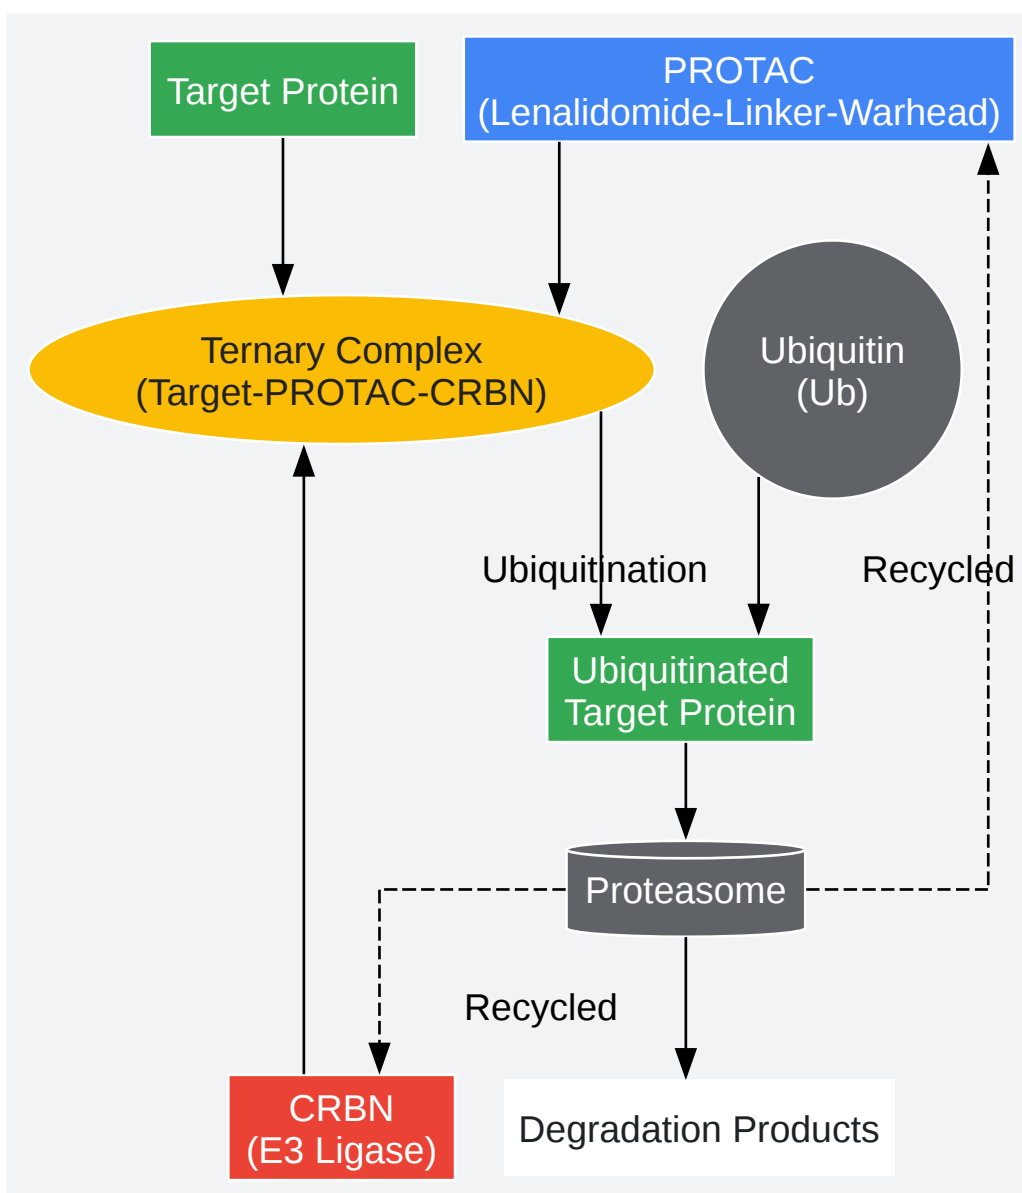 Target Protein
PROTAC
(Lenalidomide-Linker-Warhead)
Ternary Complex
(Target-PROTAC-CRBN)
Ubiquitin
(Ub)
Ubiquitination
Recycled
Ubiquitinated
Target Protein
Proteasome
Recycled
CRBN
(E3 Ligase)
Degradation Products